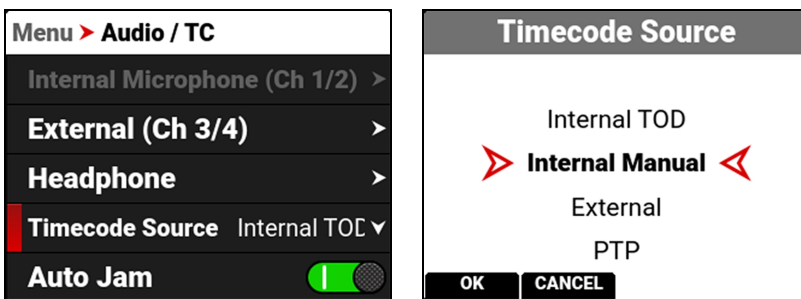 Menu > Audio / TC
Internal Microphone (Ch 1/2) >
External (Ch 3/4) >
Headphone >
Timecode Source Internal TOD
Auto Jam
Timecode Source
Internal TOD
Internal Manual
External
PTP
OK CANCEL